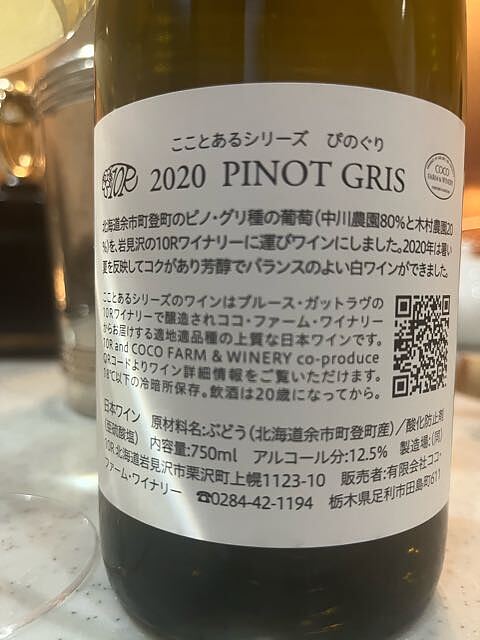 こことあるシリーズ ぴのぐり
10R 2020 PINOT GRIS
COCO FARM & WINERY
北海道余市町登町のピノ・グリ種の葡萄(中川農園80%と木村農園20
%)を、岩見沢の10Rワイナリーに運びワインにしました。2020年は暑い
夏を反映してコクがあり芳醇でバランスのよい白ワインができました。
こことあるシリーズのワインはブルース・ガットラヴの
10Rワイナリーで醸造されココ・ファーム・ワイナリー
からお届けする適地適品種の上質な日本ワインです。
10R and COCO FARM & WINERY co-produce
QRコードよりワイン詳細情報をご覧いただけます。
18℃以下の冷暗所保存。飲酒は20歳になってから。
日本ワイン 原材料名:ぶどう(北海道余市町登町産)/酸化防止剤
(亜硫酸塩) 内容量:750ml アルコール分:12.5% 製造場:(同)
10R 北海道岩見沢市栗沢町上幌1123-10 販売者:有限会社ココ・
ファーム・ワイナリー ☎0284-42-1194 栃木県足利市田島町611